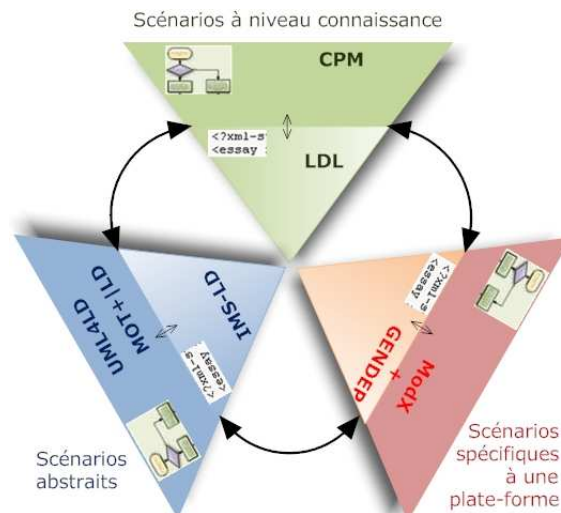 Scénarios à niveau connaissance
CPM
<?xml-s
<essay
LDL
UML4LD
MOT+|LD
IMS-LD
<?xml-s
<essay
<?xml-s
<essay
GENDEP
+
ModX
Scénarios
abstraits
Scénarios
spécifiques
à une
plate-forme